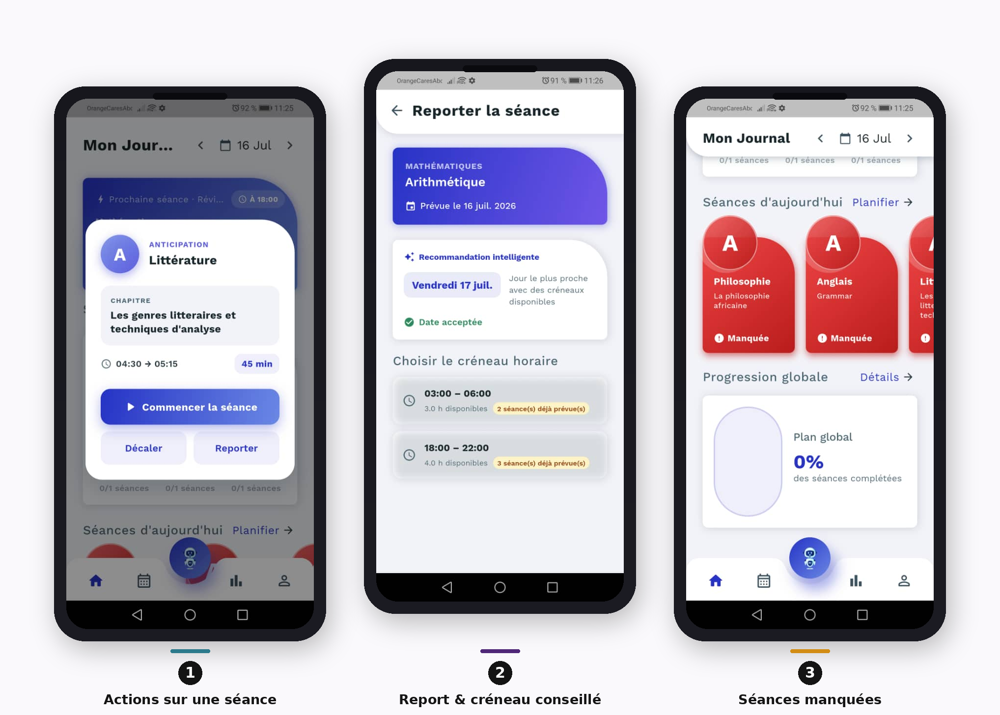 OrangeCaresAbc
92 %
11:25
Mon Jour...
16 Jul
Prochaine séance · Révi...
À 18:00
A
ANTICIPATION
Littérature
CHAPITRE
Les genres litteraires et
techniques d'analyse
04:30 → 05:15
45 min
Commencer la séance
Décaler
Reporter
0/1 séances
0/1 séances
0/1 séances
Séances d'aujourd'hui
Planifier →
1
Actions sur une séance
OrangeCaresAbc
91 %
11:26
Reporter la séance
MATHÉMATIQUES
Arithmétique
Prévue le 16 juil. 2026
Recommandation intelligente
Vendredi 17 juil.
Jour le plus proche
avec des créneaux
disponibles
Date acceptée
Choisir le créneau horaire
03:00 – 06:00
3.0 h disponibles
2 séance(s) déjà prévue(s)
18:00 – 22:00
4.0 h disponibles
3 séance(s) déjà prévue(s)
2
Report & créneau conseillé
OrangeCaresAbc
92 %
11:25
Mon Journal
16 Jul
0/1 séances
0/1 séances
0/1 séances
Séances d'aujourd'hui
Planifier →
A
Philosophie
La philosophie
africaine
Manquée
A
Anglais
Grammar
Manquée
A
Lit
Les
litte
tech
Progression globale
Détails →
Plan global
0%
des séances complétées
3
Séances manquées